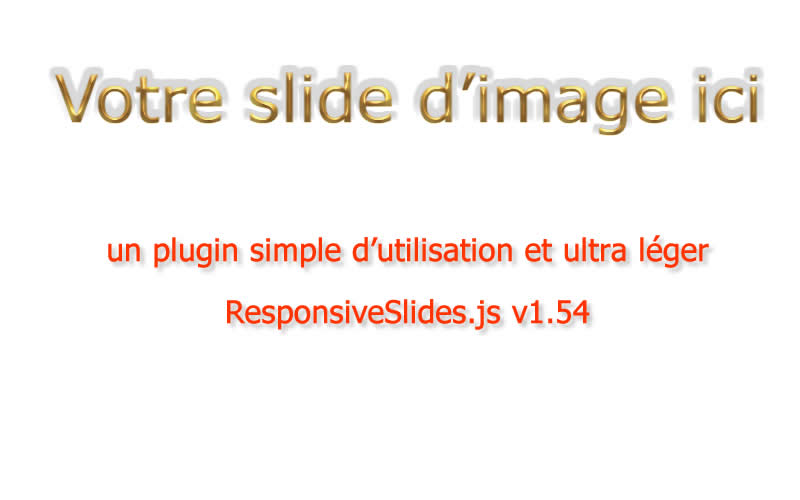 Votre slide d’image ici
un plugin simple d’utilisation et ultra léger
ResponsiveSlides.js v1.54